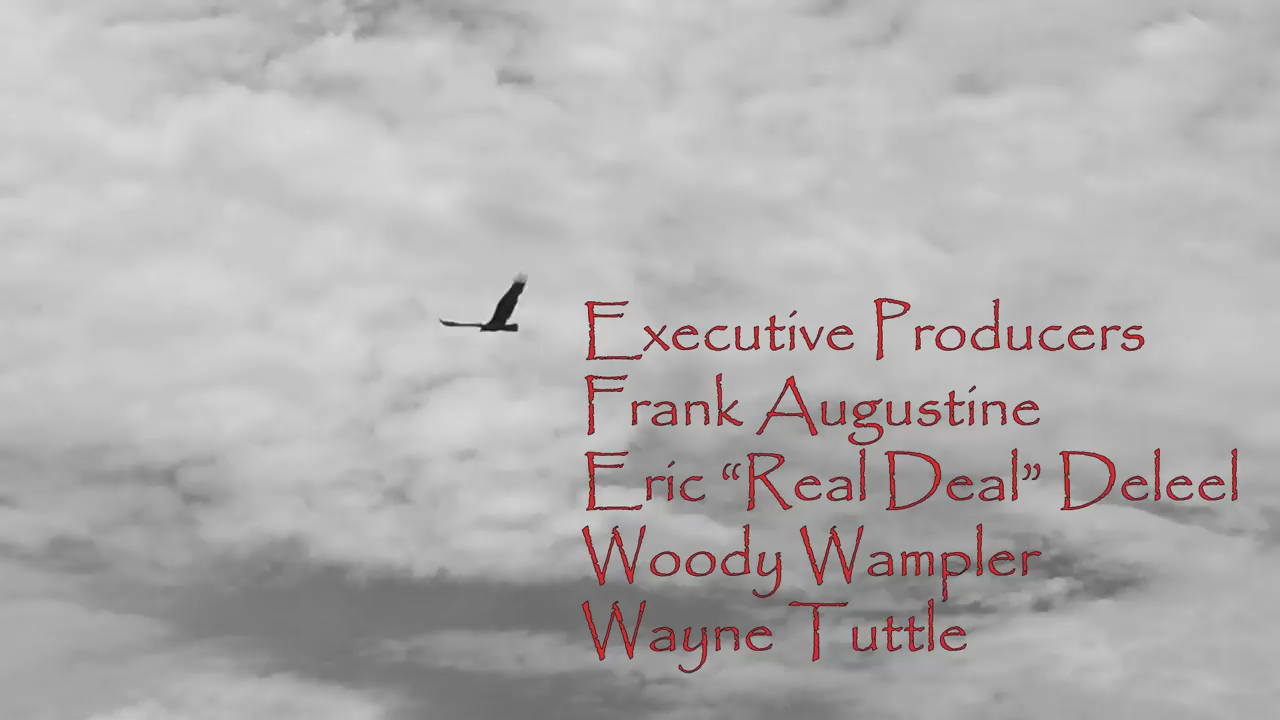 Executive Producers
Frank Augustine
Eric “Real Deal” Deleel
Woody Wampler
Wayne Tuttle